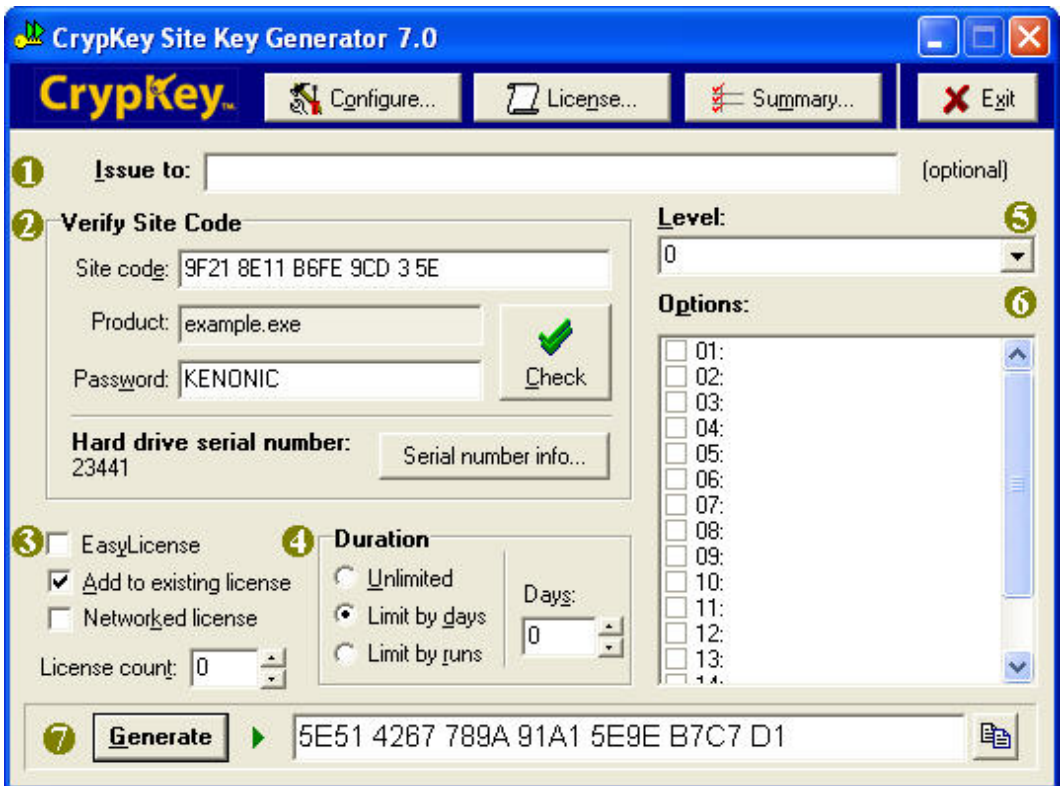 CrypKey Site Key Generator 7.0
CrypKey™ Configure... License... Summary... Exit
1 Issue to: (optional)
2 Verify Site Code
Site code: 9F21 8E11 B6FE 9CD 3 5E
Product: example.exe
Password: KENONIC
Check
Hard drive serial number:
23441
Serial number info...
Level: 5
0
Options: 6
01:
02:
03:
04:
05:
06:
07:
08:
09:
10:
11:
12:
13:
14:
3 EasyLicense
Add to existing license
Networked license
License count: 0
4 Duration
Unlimited
Limit by days
Limit by runs
Days:
0
7 Generate 5E51 4267 789A 91A1 5E9E B7C7 D1